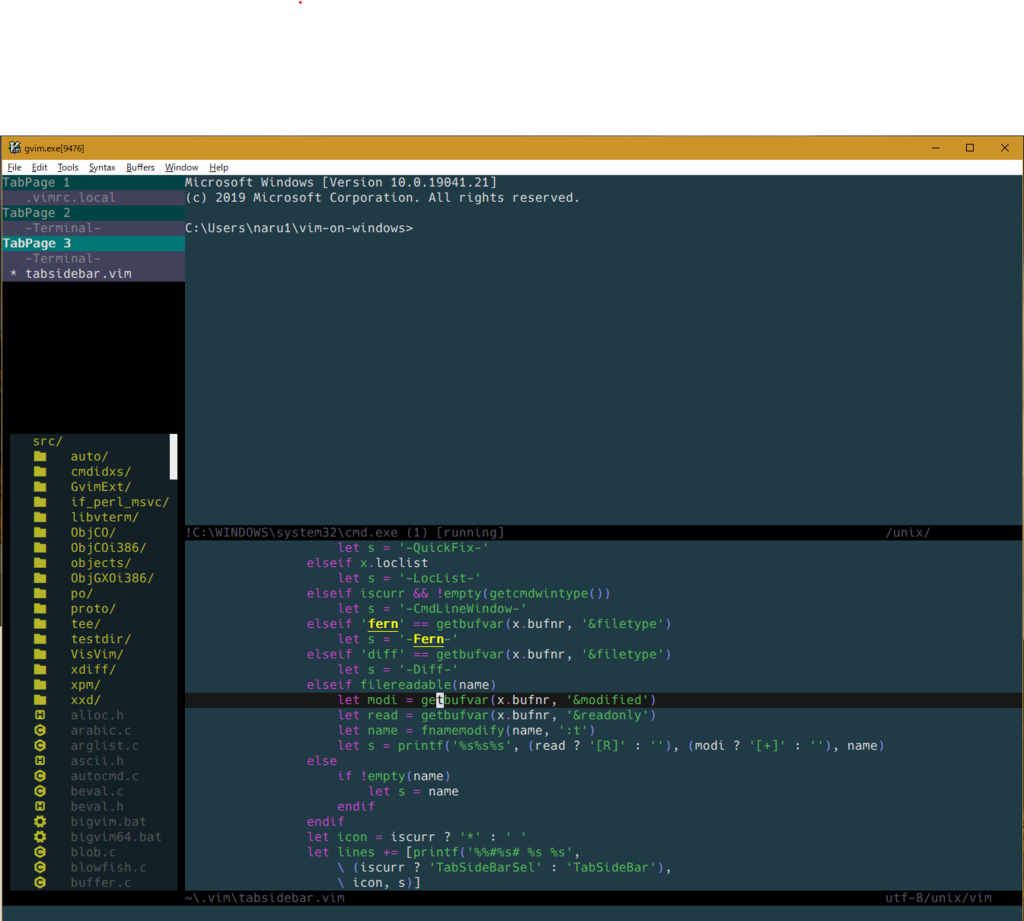 gvim.exe[9476]
File Edit Tools Syntax Buffers Window Help
TabPage 1
.vimrc.local
TabPage 2
-Terminal-
TabPage 3
-Terminal-
* tabsidebar.vim
src/
auto/
cmdidxs/
GvimExt/
if_perl_msvc/
libvterm/
ObjCO/
ObjCOi386/
objects/
ObjGXOi386/
po/
proto/
tee/
testdir/
VisVim/
xdiff/
xpm/
xxd/
H alloc.h
C arabic.c
C arglist.c
H ascii.h
C autocmd.c
C beval.c
H beval.h
bigvim.bat
bigvim64.bat
C blob.c
C blowfish.c
C buffer.c
Microsoft Windows [Version 10.0.19041.21]
(c) 2019 Microsoft Corporation. All rights reserved.
C:\Users\naru1\vim-on-windows>
!C:\WINDOWS\system32\cmd.exe (1) [running] /unix/
let s = '-QuickFix-'
elseif x.loclist
let s = '-LocList-'
elseif iscurr && !empty(getcmdwintype())
let s = '-CmdLineWindow-'
elseif 'fern' == getbufvar(x.bufnr, '&filetype')
let s = '-Fern-'
elseif 'diff' == getbufvar(x.bufnr, '&filetype')
let s = '-Diff-'
elseif filereadable(name)
let modi = getbufvar(x.bufnr, '&modified')
let read = getbufvar(x.bufnr, '&readonly')
let name = fnamemodify(name, ':t')
let s = printf('%s%s%s', (read ? '[R]' : ''), (modi ? '[+]' : ''), name)
else
if !empty(name)
let s = name
endif
endif
let icon = iscurr ? '*' : ' '
let lines += [printf('%%#%s# %s %s',
\ (iscurr ? 'TabSideBarSel' : 'TabSideBar'),
\ icon, s)]
~\.vim\tabsidebar.vim utf-8/unix/vim